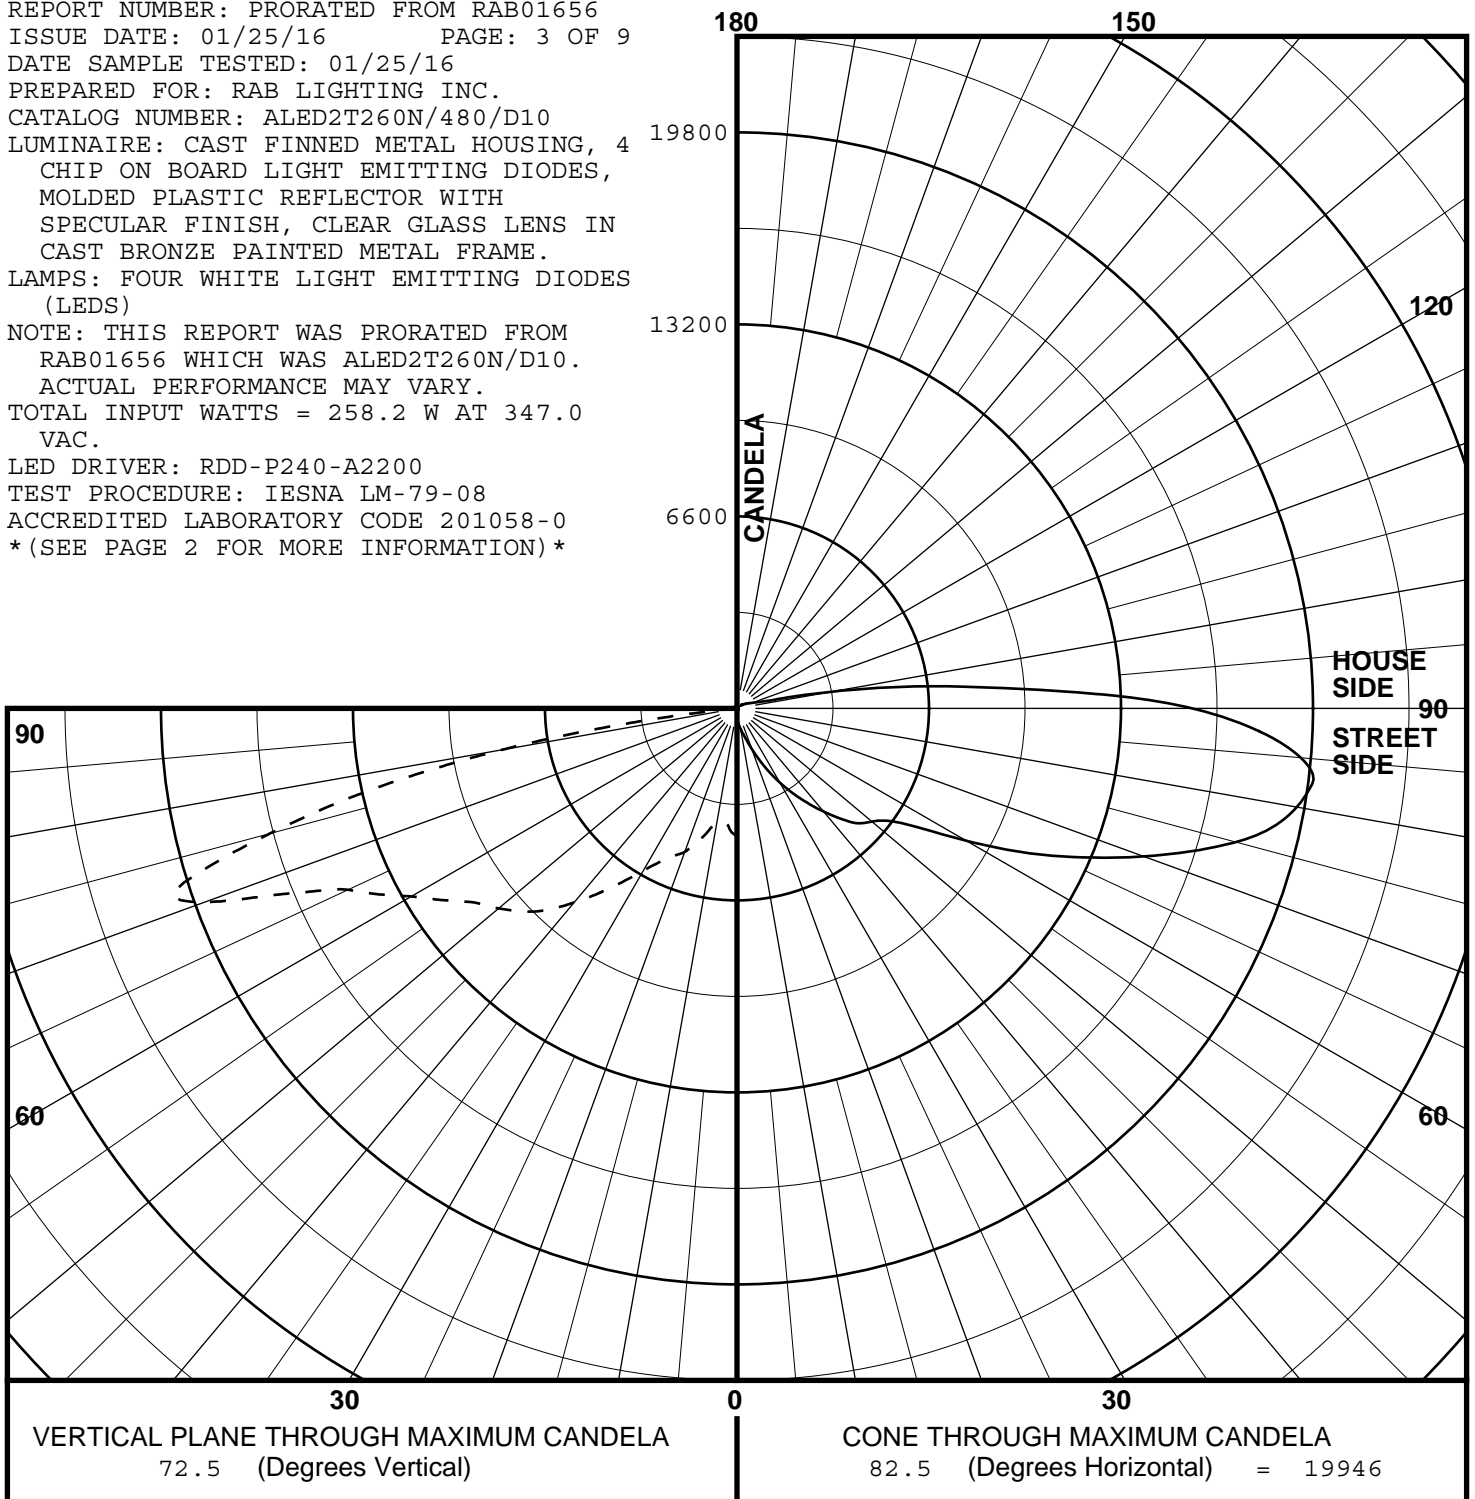 REPORT NUMBER: PRORATED FROM RAB01656
ISSUE DATE: 01/25/16 PAGE: 3 OF 9
DATE SAMPLE TESTED: 01/25/16
PREPARED FOR: RAB LIGHTING INC.
CATALOG NUMBER: ALED2T260N/480/D10
LUMINAIRE: CAST FINNED METAL HOUSING, 4
CHIP ON BOARD LIGHT EMITTING DIODES,
MOLDED PLASTIC REFLECTOR WITH
SPECULAR FINISH, CLEAR GLASS LENS IN
CAST BRONZE PAINTED METAL FRAME.
LAMPS: FOUR WHITE LIGHT EMITTING DIODES
(LEDS)
NOTE: THIS REPORT WAS PRORATED FROM
RAB01656 WHICH WAS ALED2T260N/D10.
ACTUAL PERFORMANCE MAY VARY.
TOTAL INPUT WATTS = 258.2 W AT 347.0
VAC.
LED DRIVER: RDD-P240-A2200
TEST PROCEDURE: IESNA LM-79-08
ACCREDITED LABORATORY CODE 201058-0
*(SEE PAGE 2 FOR MORE INFORMATION)*
180
150
19800
120
13200
CANDELA
6600
HOUSE
SIDE
90
STREET
SIDE
90
60
60
30
0
30
VERTICAL PLANE THROUGH MAXIMUM CANDELA
72.5 (Degrees Vertical)
CONE THROUGH MAXIMUM CANDELA
82.5 (Degrees Horizontal) = 19946